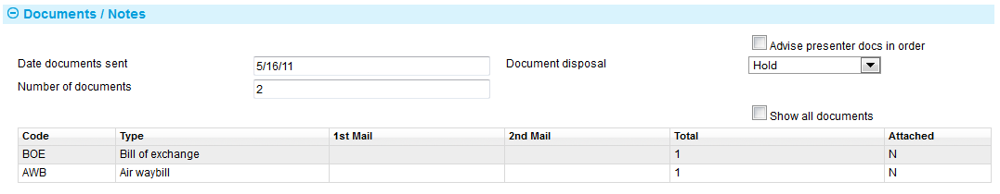 Documents / Notes
Advise presenter docs in order
Date documents sent 5/16/11 Document disposal Hold
Number of documents 2
Show all documents
Code Type 1st Mail 2nd Mail Total Attached
BOE Bill of exchange 1 N
AWB Air waybill 1 N